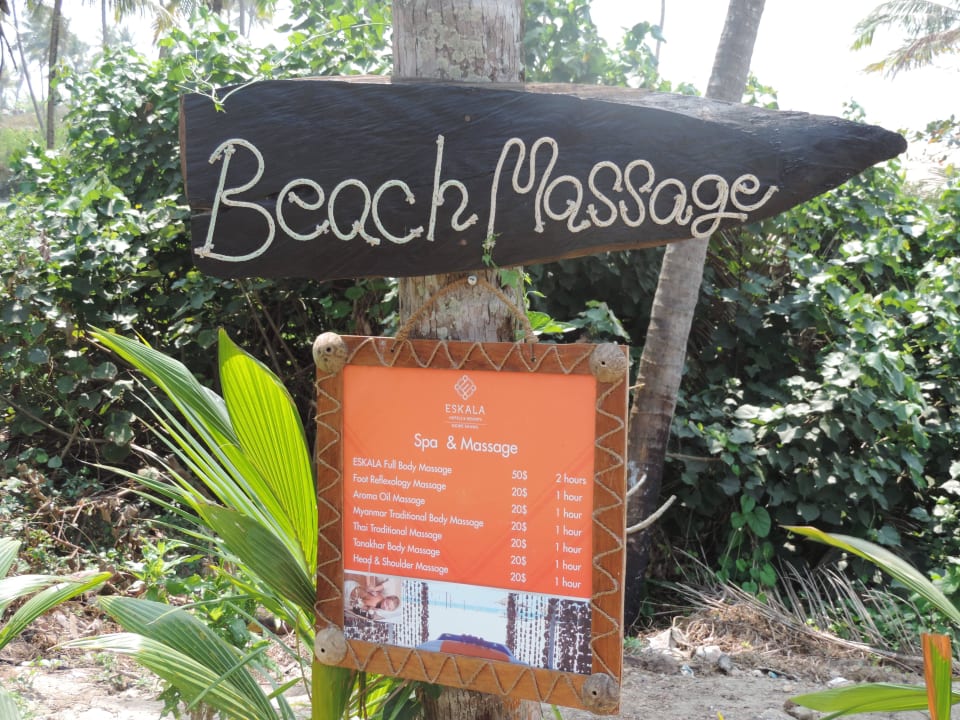 Beach Massage
ESKALA
HOTELS & RESORTS
Spa & Massage
ESKALA Full Body Massage 50$ 2 hours
Foot Reflexology Massage 20$ 1 hour
Aroma Oil Massage 20$ 1 hour
Myanmar Traditional Body Massage 20$ 1 hour
Thai Traditional Massage 20$ 1 hour
Tanakhar Body Massage 20$ 1 hour
Head & Shoulder Massage 20$ 1 hour